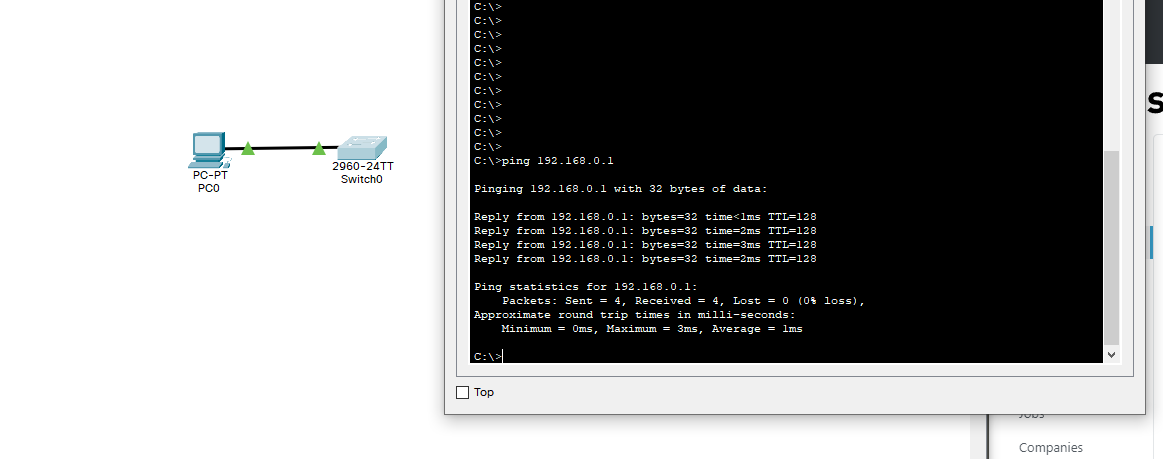 C:\>
C:\>
C:\>
C:\>
C:\>
C:\>
C:\>
C:\>
C:\>
C:\>
C:\>
C:\>ping 192.168.0.1
Pinging 192.168.0.1 with 32 bytes of data:
Reply from 192.168.0.1: bytes=32 time<1ms TTL=128
Reply from 192.168.0.1: bytes=32 time=2ms TTL=128
Reply from 192.168.0.1: bytes=32 time=3ms TTL=128
Reply from 192.168.0.1: bytes=32 time=2ms TTL=128
Ping statistics for 192.168.0.1:
Packets: Sent = 4, Received = 4, Lost = 0 (0% loss),
Approximate round trip times in milli-seconds:
Minimum = 0ms, Maximum = 3ms, Average = 1ms
C:\>
Top
PC-PT
PC0
2960-24TT
Switch0
Jobs
Companies